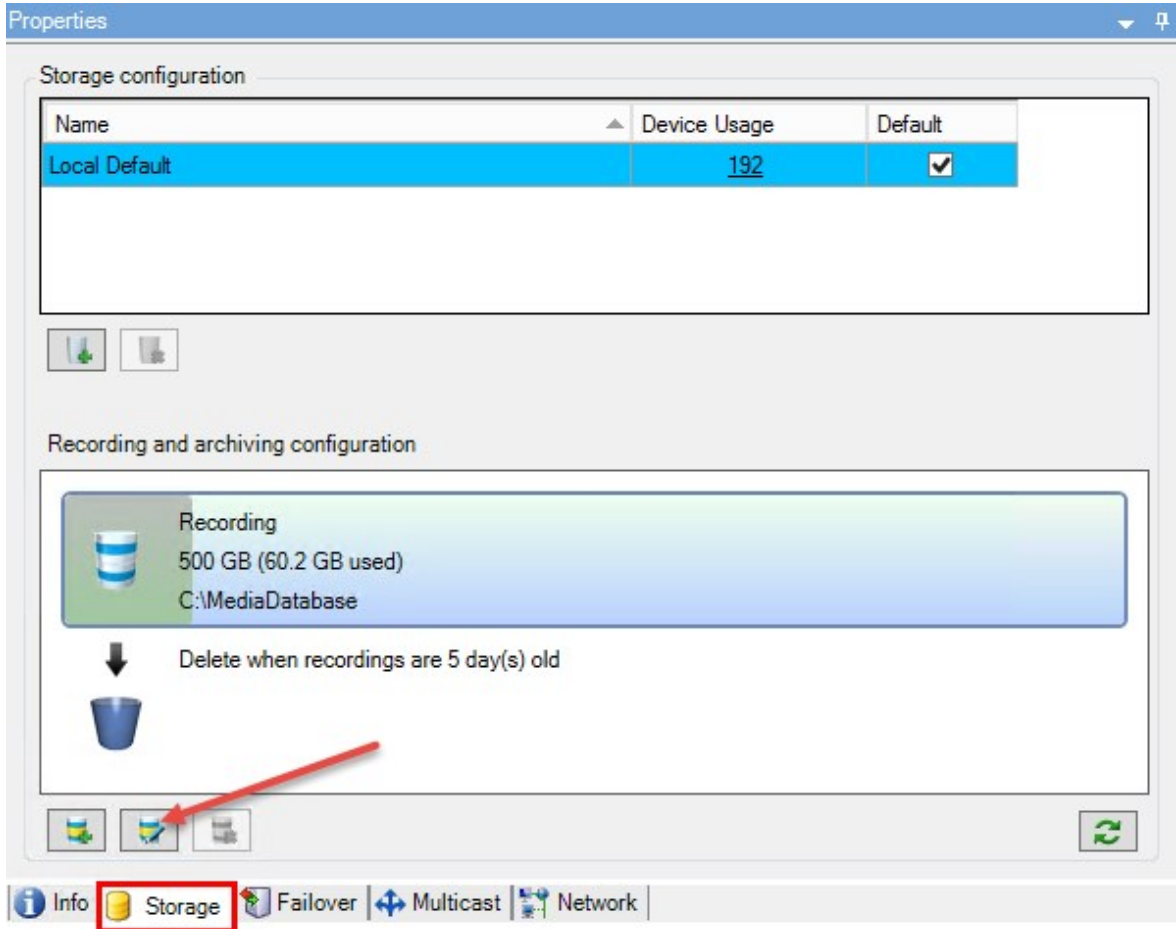 Properties
Storage configuration
Name Device Usage Default
Local Default 192
Recording and archiving configuration
Recording
500 GB (60.2 GB used)
C:\MediaDatabase
Delete when recordings are 5 day(s) old
Info Storage Failover Multicast Network